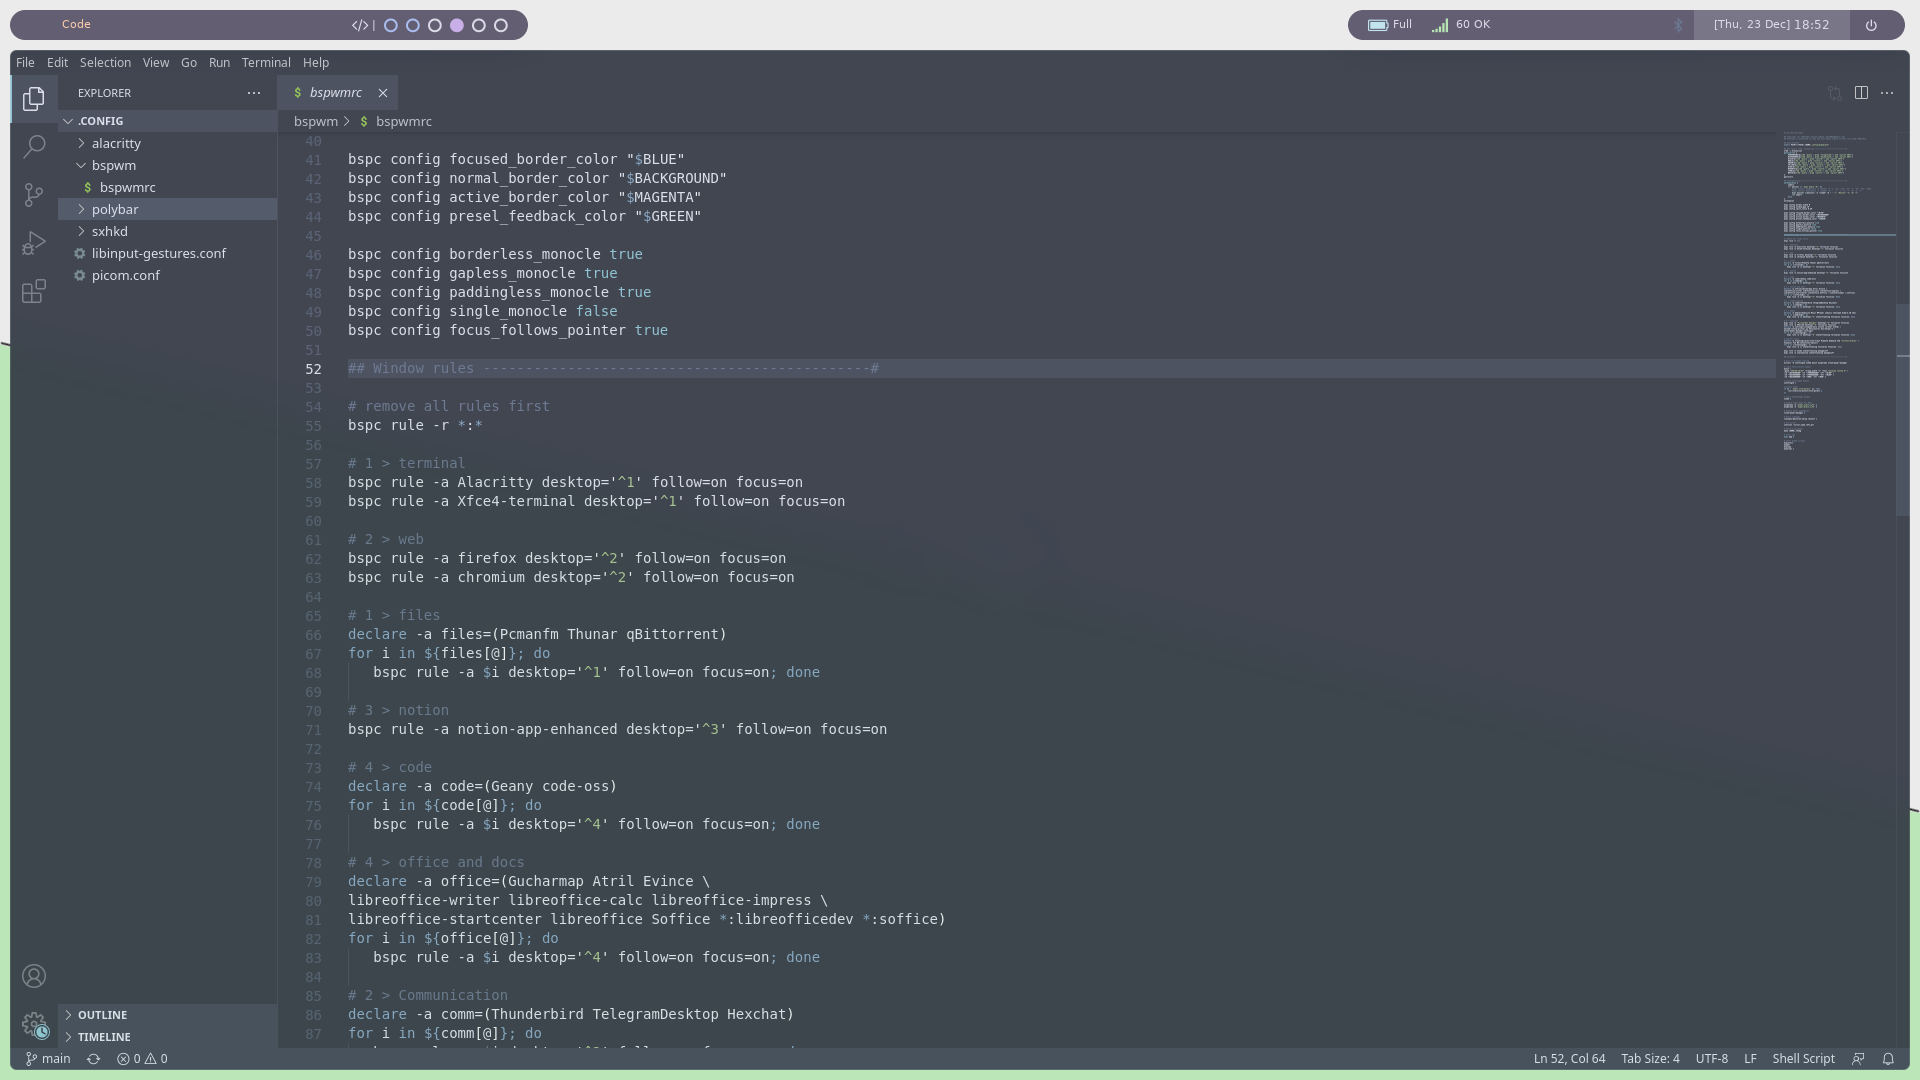 Code
</> |
Full
60 OK
[Thu, 23 Dec] 18:52
File Edit Selection View Go Run Terminal Help
EXPLORER
.CONFIG
alacritty
bspwm
$ bspwmrc
polybar
sxhkd
libinput-gestures.conf
picom.conf
OUTLINE
TIMELINE
$ bspwmrc
bspwm > $ bspwmrc
40
41 bspc config focused_border_color "$BLUE"
42 bspc config normal_border_color "$BACKGROUND"
43 bspc config active_border_color "$MAGENTA"
44 bspc config presel_feedback_color "$GREEN"
45
46 bspc config borderless_monocle true
47 bspc config gapless_monocle true
48 bspc config paddingless_monocle true
49 bspc config single_monocle false
50 bspc config focus_follows_pointer true
51
52 ## Window rules ----------------------------------------------#
53
54 # remove all rules first
55 bspc rule -r *:*
56
57 # 1 > terminal
58 bspc rule -a Alacritty desktop='^1' follow=on focus=on
59 bspc rule -a Xfce4-terminal desktop='^1' follow=on focus=on
60
61 # 2 > web
62 bspc rule -a firefox desktop='^2' follow=on focus=on
63 bspc rule -a chromium desktop='^2' follow=on focus=on
64
65 # 1 > files
66 declare -a files=(Pcmanfm Thunar qBittorrent)
67 for i in ${files[@]}; do
68 bspc rule -a $i desktop='^1' follow=on focus=on; done
69
70 # 3 > notion
71 bspc rule -a notion-app-enhanced desktop='^3' follow=on focus=on
72
73 # 4 > code
74 declare -a code=(Geany code-oss)
75 for i in ${code[@]}; do
76 bspc rule -a $i desktop='^4' follow=on focus=on; done
77
78 # 4 > office and docs
79 declare -a office=(Gucharmap Atril Evince \
80 libreoffice-writer libreoffice-calc libreoffice-impress \
81 libreoffice-startcenter libreoffice Soffice *:libreofficedev *:soffice)
82 for i in ${office[@]}; do
83 bspc rule -a $i desktop='^4' follow=on focus=on; done
84
85 # 2 > Communication
86 declare -a comm=(Thunderbird TelegramDesktop Hexchat)
87 for i in ${comm[@]}; do
main 0 0 Ln 52, Col 64 Tab Size: 4 UTF-8 LF Shell Script